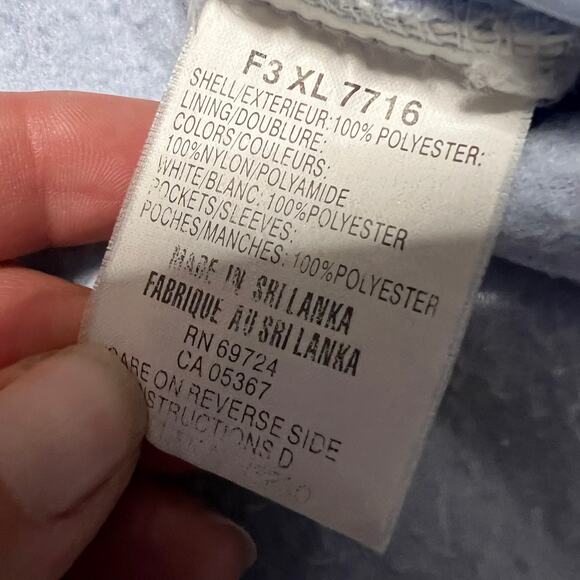 F3 XL 7716
SHELL/EXTERIEUR:100% POLYESTER:
LINING/DOUBLURE:
COLORS/COULEURS:
100%NYLON/POLYAMIDE
WHITE/BLANC: 100%POLYESTER
POCKETS/SLEEVES:
POCHES/MANCHES: 100%POLYESTER
MADE IN SRI LANKA
FABRIQUE AU SRI LANKA
RN 69724
CA 05367
CARE ON REVERSE SIDE